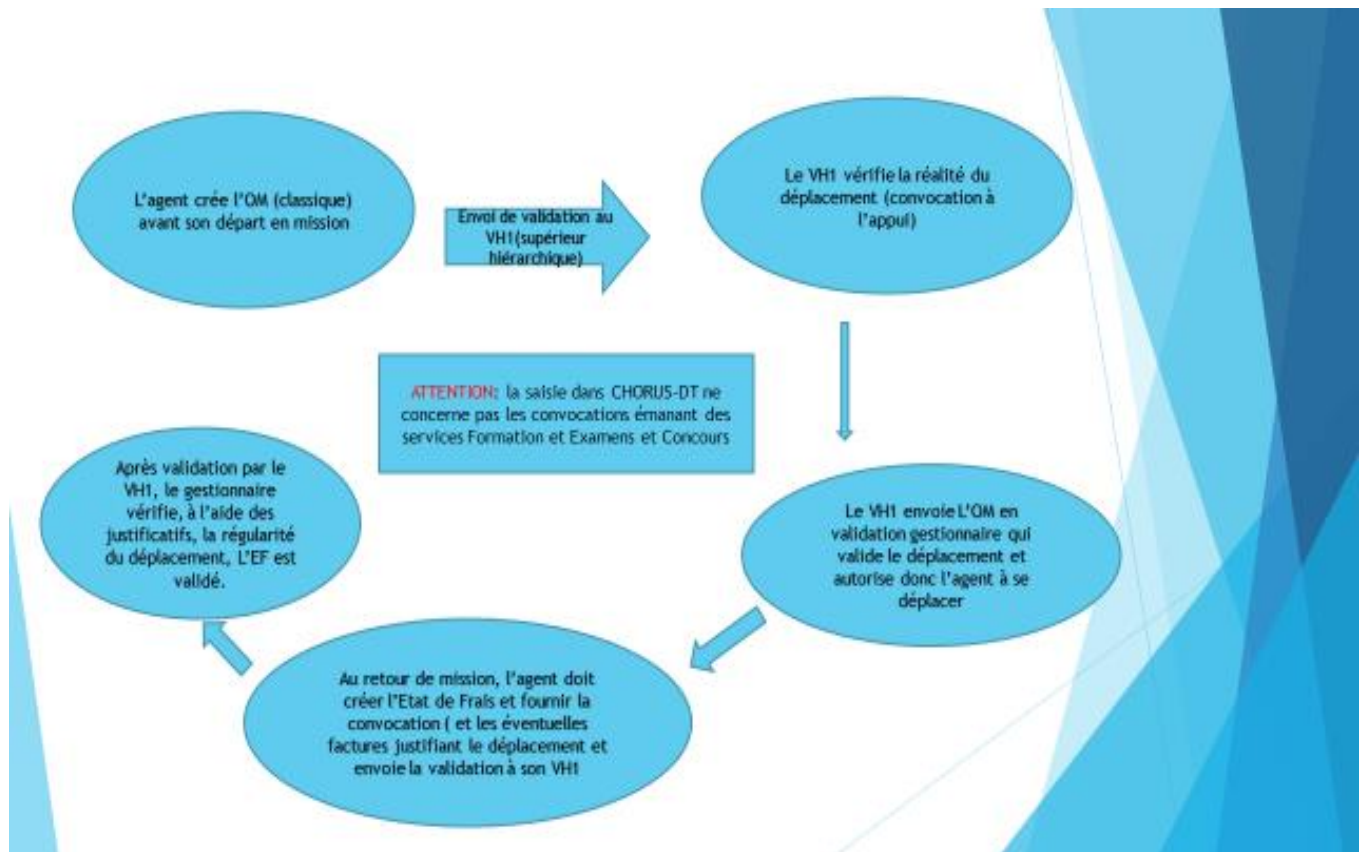 L'agent crée l'OM (classique)
avant son départ en mission
Envoi de validation au
VH1(supérieur
hiérarchique)
Le VH1 vérifie la réalité du
déplacement (convocation à
l'appui)
ATTENTION: la saisie dans CHORUS-DT ne
concerne pas les convocations émanant des
services Formation et Examens et Concours
Le VH1 envoie L'OM en
validation gestionnaire qui
valide le déplacement et
autorise donc l'agent à se
déplacer
Au retour de mission, l'agent doit
créer l'Etat de Frais et fournir la
convocation ( et les éventuelles
factures justifiant le déplacement et
envoie la validation à son VH1
Après validation par le
VH1, le gestionnaire
vérifie, à l'aide des
justificatifs, la régularité
du déplacement, L'EF est
validé.